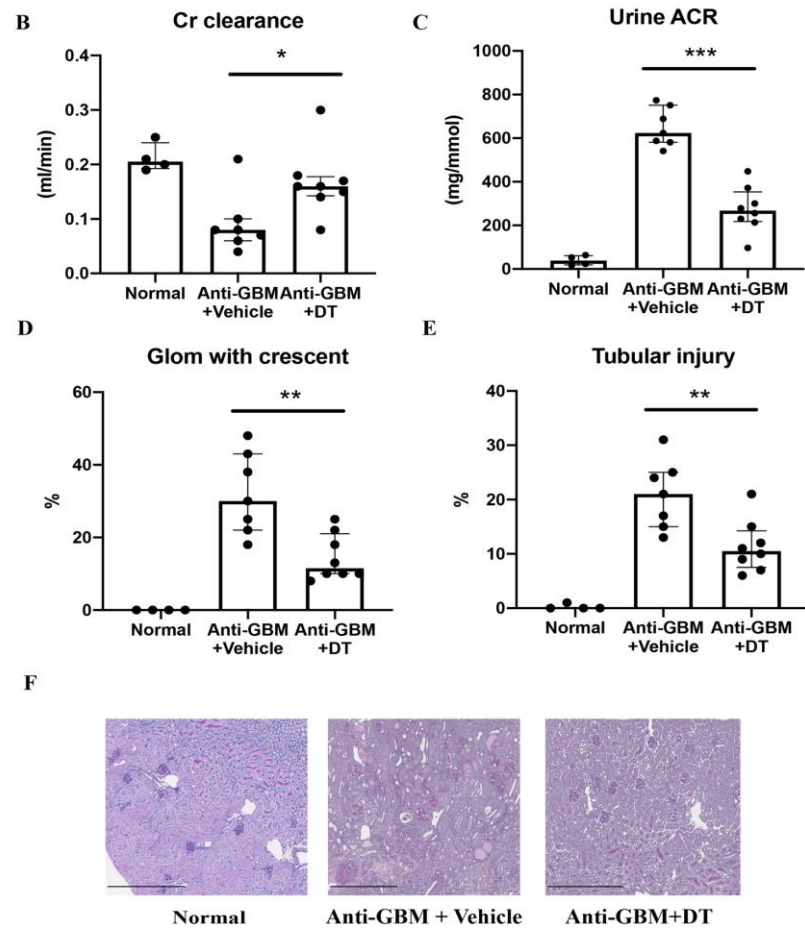 B
Cr clearance
*
0.4
0.3
0.2
0.1
0.0
(ml/min)
Normal
Anti-GBM
+Vehicle
Anti-GBM
+DT
C
Urine ACR
***
1000
800
600
400
200
0
(mg/mmol)
Normal
Anti-GBM
+Vehicle
Anti-GBM
+DT
D
Glom with crescent
**
60
40
20
0
%
Normal
Anti-GBM
+Vehicle
Anti-GBM
+DT
E
Tubular injury
**
40
30
20
10
0
%
Normal
Anti-GBM
+Vehicle
Anti-GBM
+DT
F
Normal
Anti-GBM + Vehicle
Anti-GBM+DT